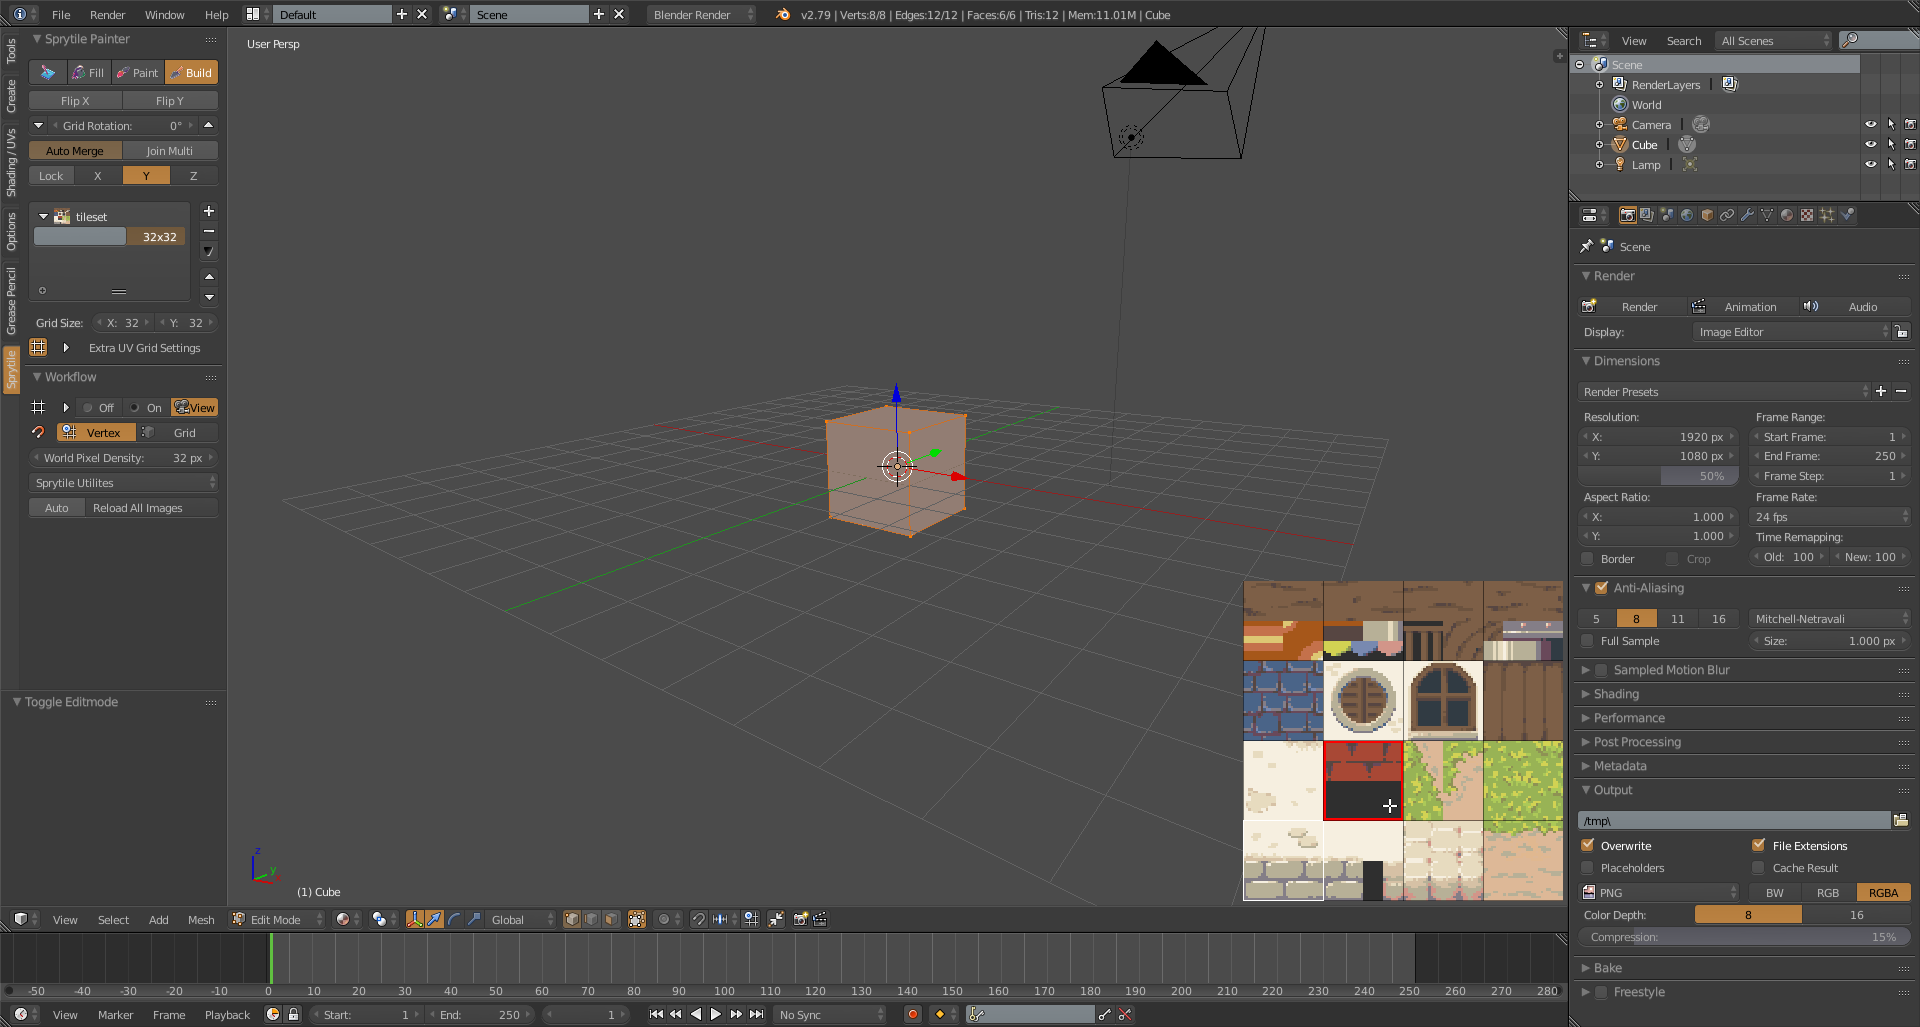 File Render Window Help Default Scene Blender Render v2.79 | Verts:8/8 | Edges:12/12 | Faces:6/6 | Tris:12 | Mem:11.01M | Cube
Sprytile Painter
Fill Paint Build
Flip X Flip Y
Grid Rotation: 0°
Auto Merge Join Multi
Lock X Y Z
tileset
32x32
Grid Size: X: 32 Y: 32
Extra UV Grid Settings
Workflow
Off On View
Vertex Grid
World Pixel Density: 32 px
Sprytile Utilites
Auto Reload All Images
Toggle Editmode
Tools
Create
Shading / UVs
Options
Grease Pencil
Sprytile
User Persp
z
y
(1) Cube
View Select Add Mesh Edit Mode Global
-50 -40 -30 -20 -10 0 10 20 30 40 50 60 70 80 90 100 110 120 130 140 150 160 170 180 190 200 210 220 230 240 250 260 270 280
View Marker Frame Playback Start: 1 End: 250 1 No Sync
View Search All Scenes
Scene
RenderLayers
World
Camera
Cube
Lamp
Scene
Render
Render Animation Audio
Display: Image Editor
Dimensions
Render Presets
Resolution: Frame Range:
X: 1920 px Start Frame: 1
Y: 1080 px End Frame: 250
50% Frame Step: 1
Aspect Ratio: Frame Rate:
X: 1.000 24 fps
Y: 1.000 Time Remapping:
Border Crop Old: 100 New: 100
Anti-Aliasing
5 8 11 16 Mitchell-Netravali
Full Sample Size: 1.000 px
Sampled Motion Blur
Shading
Performance
Post Processing
Metadata
Output
/tmp\
Overwrite File Extensions
Placeholders Cache Result
PNG BW RGB RGBA
Color Depth: 8 16
Compression: 15%
Bake
Freestyle